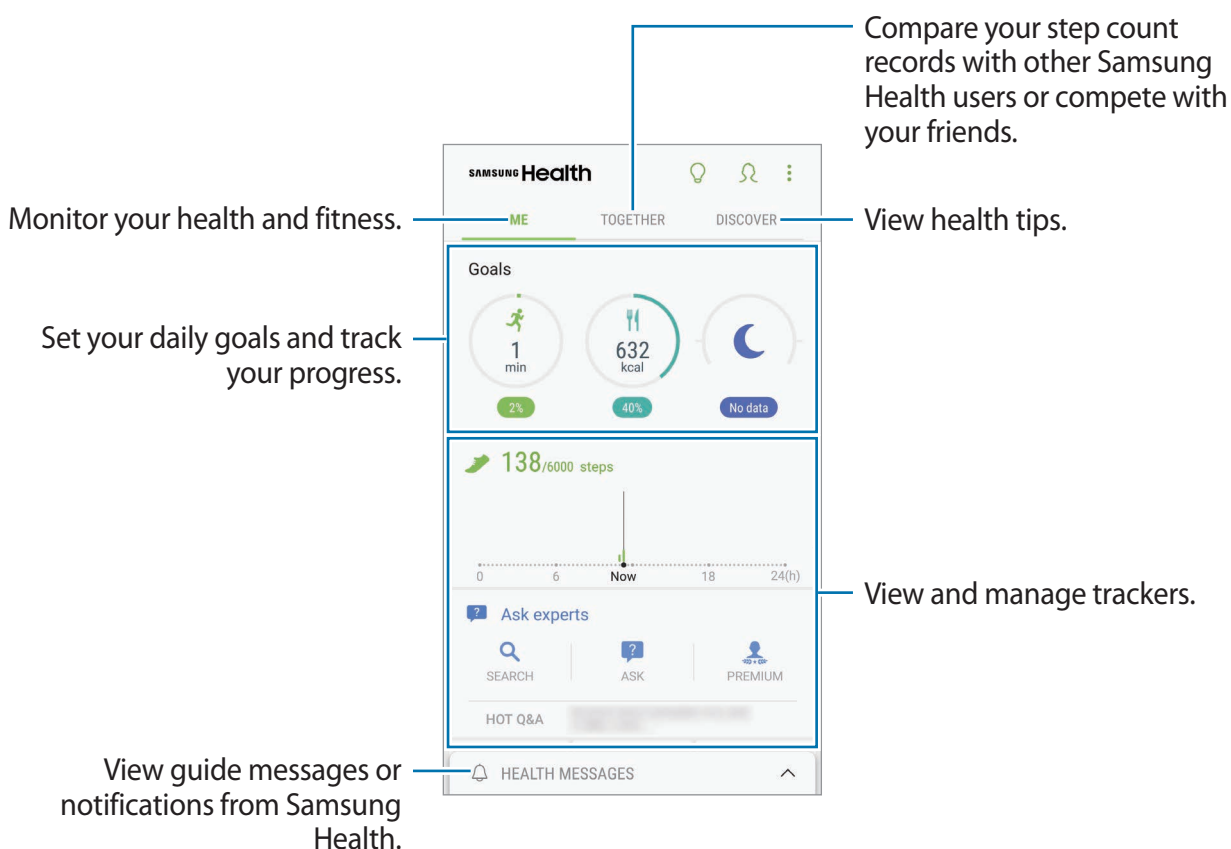 Compare your step count
records with other Samsung
Health users or compete with
your friends.
SAMSUNG Health
Monitor your health and fitness.
ME TOGETHER DISCOVER
View health tips.
Goals
Set your daily goals and track
your progress.
1
min
2%
632
kcal
40%
No data
138/6000 steps
0 6 Now 18 24(h)
View and manage trackers.
? Ask experts
SEARCH ? ASK PREMIUM
HOT Q&A
View guide messages or
notifications from Samsung
Health.
HEALTH MESSAGES